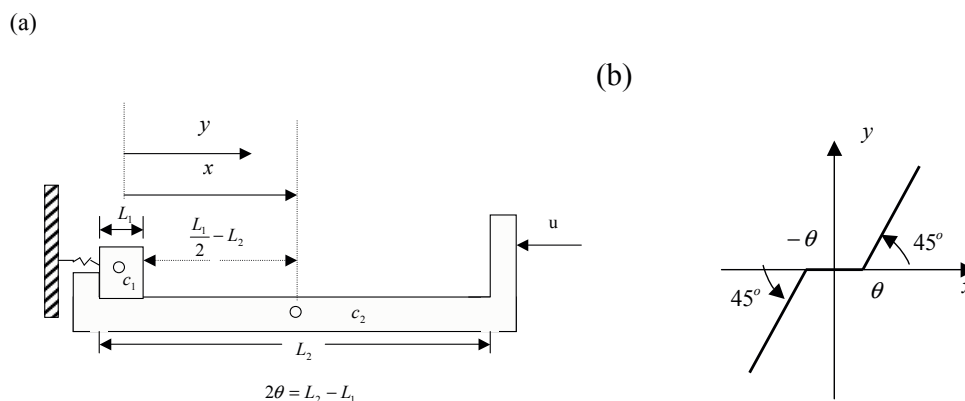 (a)
(b)
y
x
L₁
L₁/2 − L₂
u
c₁
c₂
L₂
2θ = L₂ − L₁
y
−θ
45°
45°
θ
x